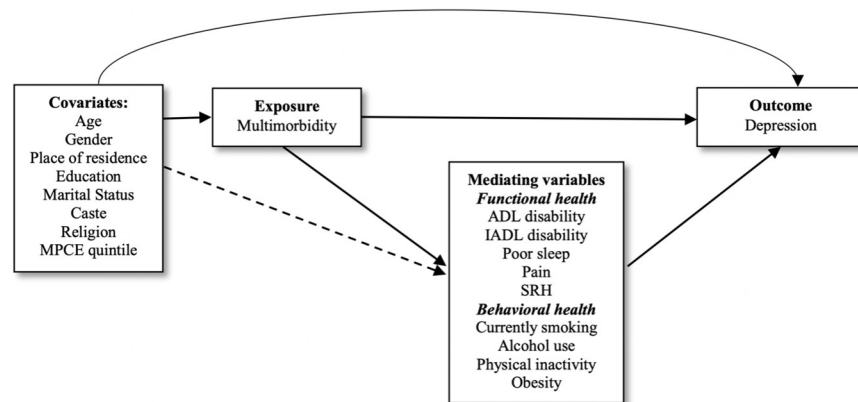 Covariates:
Age
Gender
Place of residence
Education
Marital Status
Caste
Religion
MPCE quintile
Exposure
Multimorbidity
Outcome
Depression
Mediating variables
Functional health
ADL disability
IADL disability
Poor sleep
Pain
SRH
Behavioral health
Currently smoking
Alcohol use
Physical inactivity
Obesity